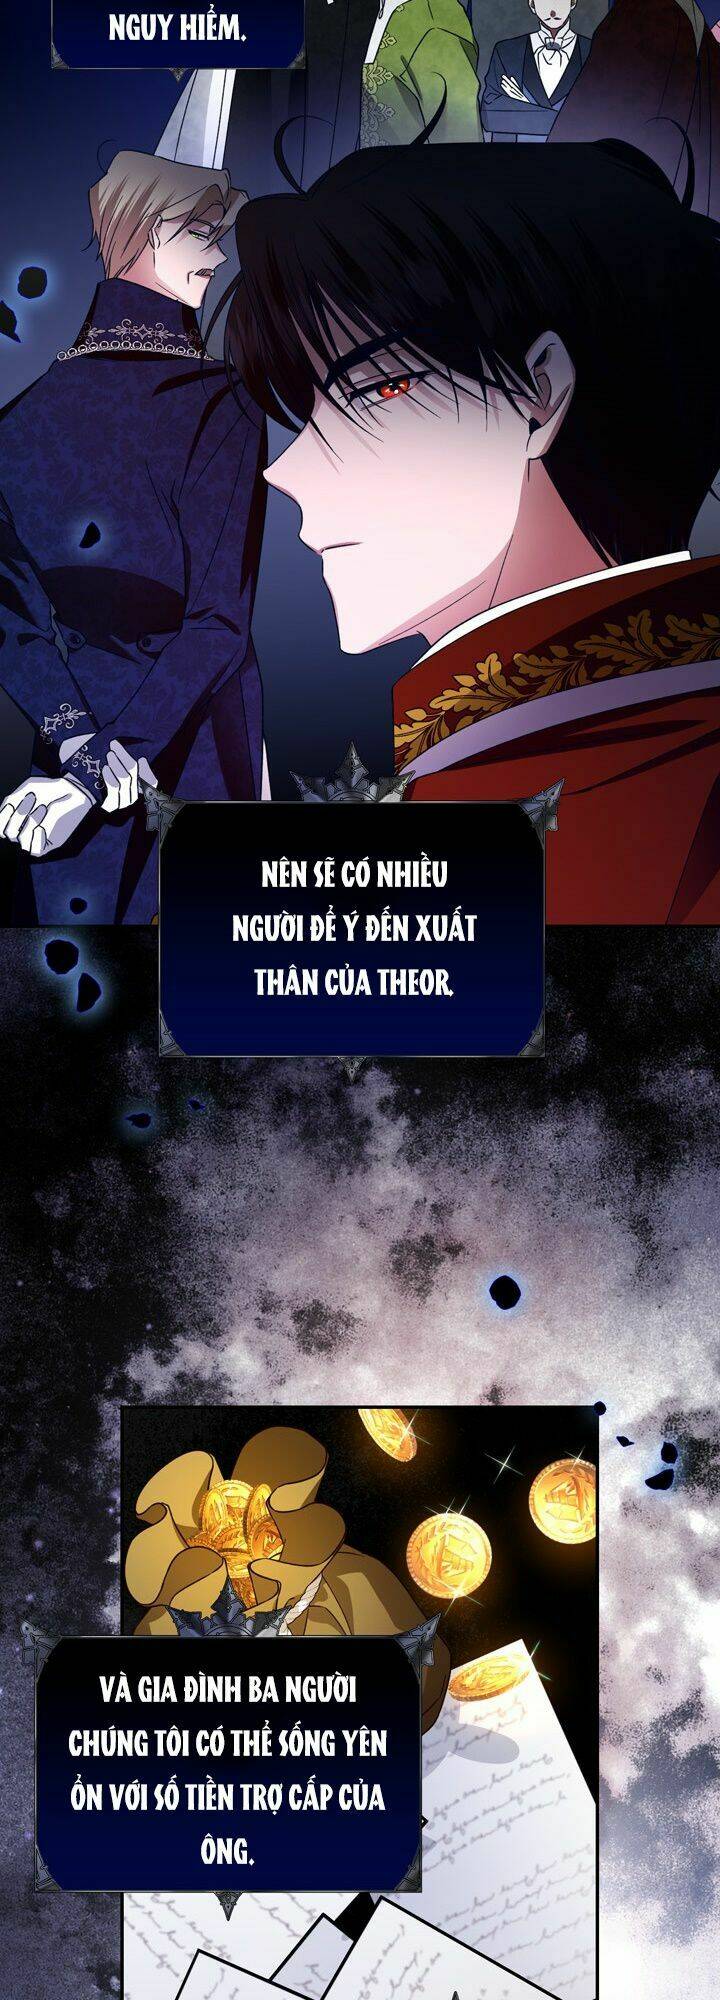 NGUY HIỂM.
NÊN SẼ CÓ NHIỀU
NGƯỜI ĐỂ Ý ĐẾN XUẤT
THÂN CỦA THEOR.
VÀ GIA ĐÌNH BA NGƯỜI
CHÚNG TÔI CÓ THỂ SỐNG YÊN
ỔN VỚI SỐ TIỀN TRỢ CẤP CỦA
ÔNG.